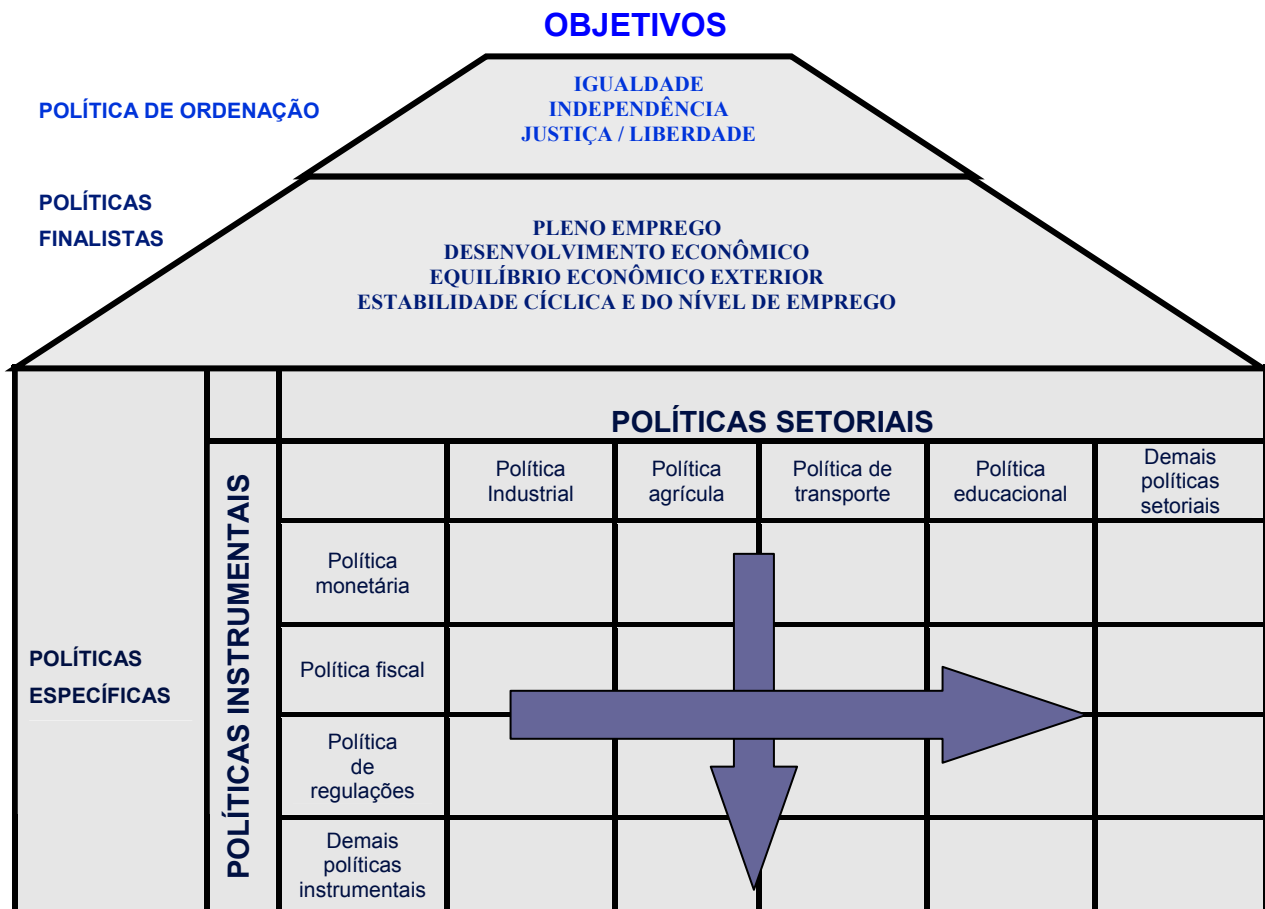 OBJETIVOS
POLÍTICA DE ORDENAÇÃO
IGUALDADE
INDEPENDÊNCIA
JUSTIÇA / LIBERDADE
POLÍTICAS
FINALISTAS
PLENO EMPREGO
DESENVOLVIMENTO ECONÔMICO
EQUILÍBRIO ECONÔMICO EXTERIOR
ESTABILIDADE CÍCLICA E DO NÍVEL DE EMPREGO
POLÍTICAS
ESPECÍFICAS
POLÍTICAS INSTRUMENTAIS
POLÍTICAS SETORIAIS
Política
Industrial
Política
agrícula
Política de
transporte
Política
educacional
Demais
políticas
setoriais
Política
monetária
Política fiscal
Política
de
regulações
Demais
políticas
instrumentais